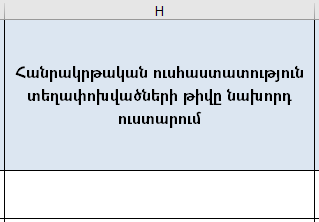 H
Հանրակրթական ուսհաստատություն
տեղափոխվածների թիվը նախորդ
ուստարում